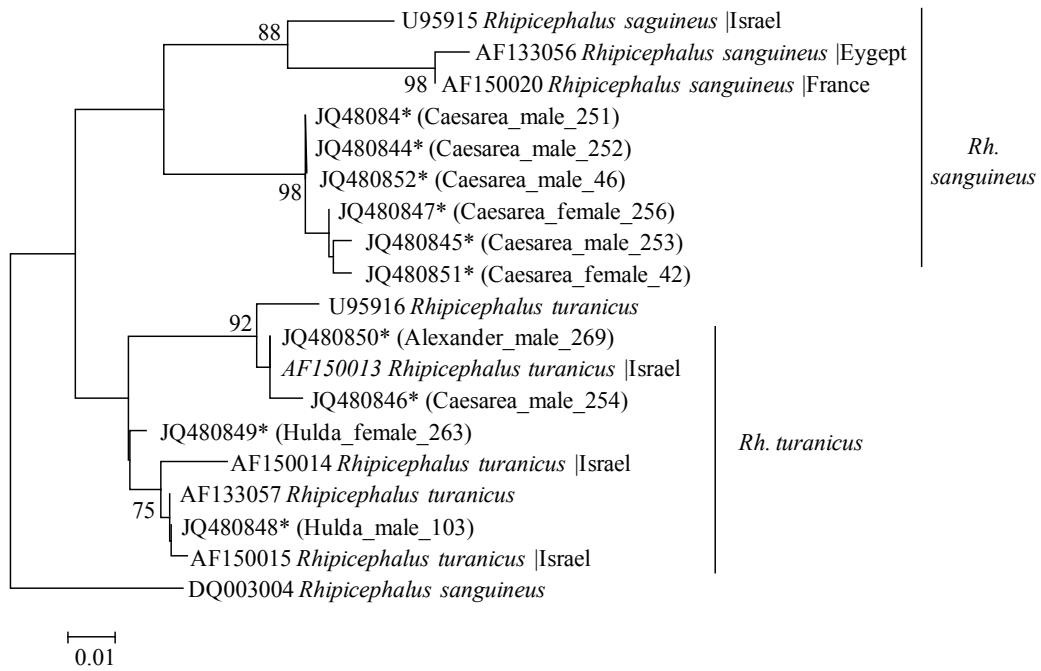 88
U95915 Rhipicephalus saguineus |Israel
AF133056 Rhipicephalus sanguineus |Eygept
98
AF150020 Rhipicephalus sanguineus |France
JQ48084* (Caesarea_male_251)
JQ480844* (Caesarea_male_252)
JQ480852* (Caesarea_male_46)
98
JQ480847* (Caesarea_female_256)
JQ480845* (Caesarea_male_253)
JQ480851* (Caesarea_female_42)
Rh.
sanguineus
U95916 Rhipicephalus turanicus
92
JQ480850* (Alexander_male_269)
AF150013 Rhipicephalus turanicus |Israel
JQ480846* (Caesarea_male_254)
JQ480849* (Hulda_female_263)
AF150014 Rhipicephalus turanicus |Israel
75
AF133057 Rhipicephalus turanicus
JQ480848* (Hulda_male_103)
AF150015 Rhipicephalus turanicus |Israel
Rh. turanicus
DQ003004 Rhipicephalus sanguineus
0.01